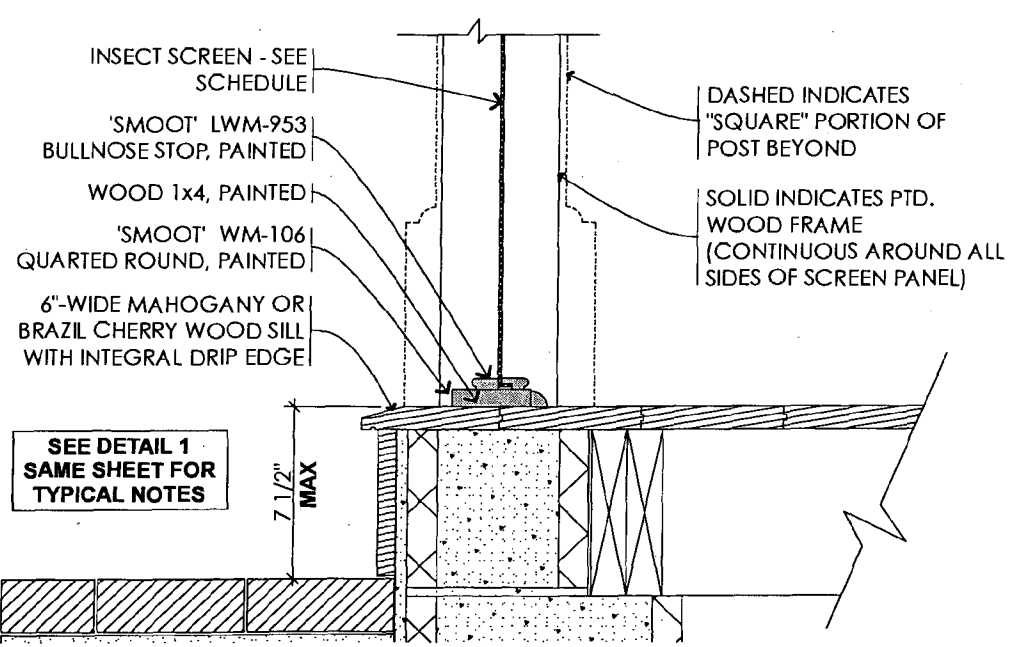 INSECT SCREEN - SEE
SCHEDULE
'SMOOT' LWM-953
BULLNOSE STOP, PAINTED
WOOD 1x4, PAINTED
'SMOOT' WM-106
QUARTED ROUND, PAINTED
6"-WIDE MAHOGANY OR
BRAZIL CHERRY WOOD SILL
WITH INTEGRAL DRIP EDGE
DASHED INDICATES
"SQUARE" PORTION OF
POST BEYOND
SOLID INDICATES PTD.
WOOD FRAME
(CONTINUOUS AROUND ALL
SIDES OF SCREEN PANEL)
SEE DETAIL 1
SAME SHEET FOR
TYPICAL NOTES
7 1/2"
MAX